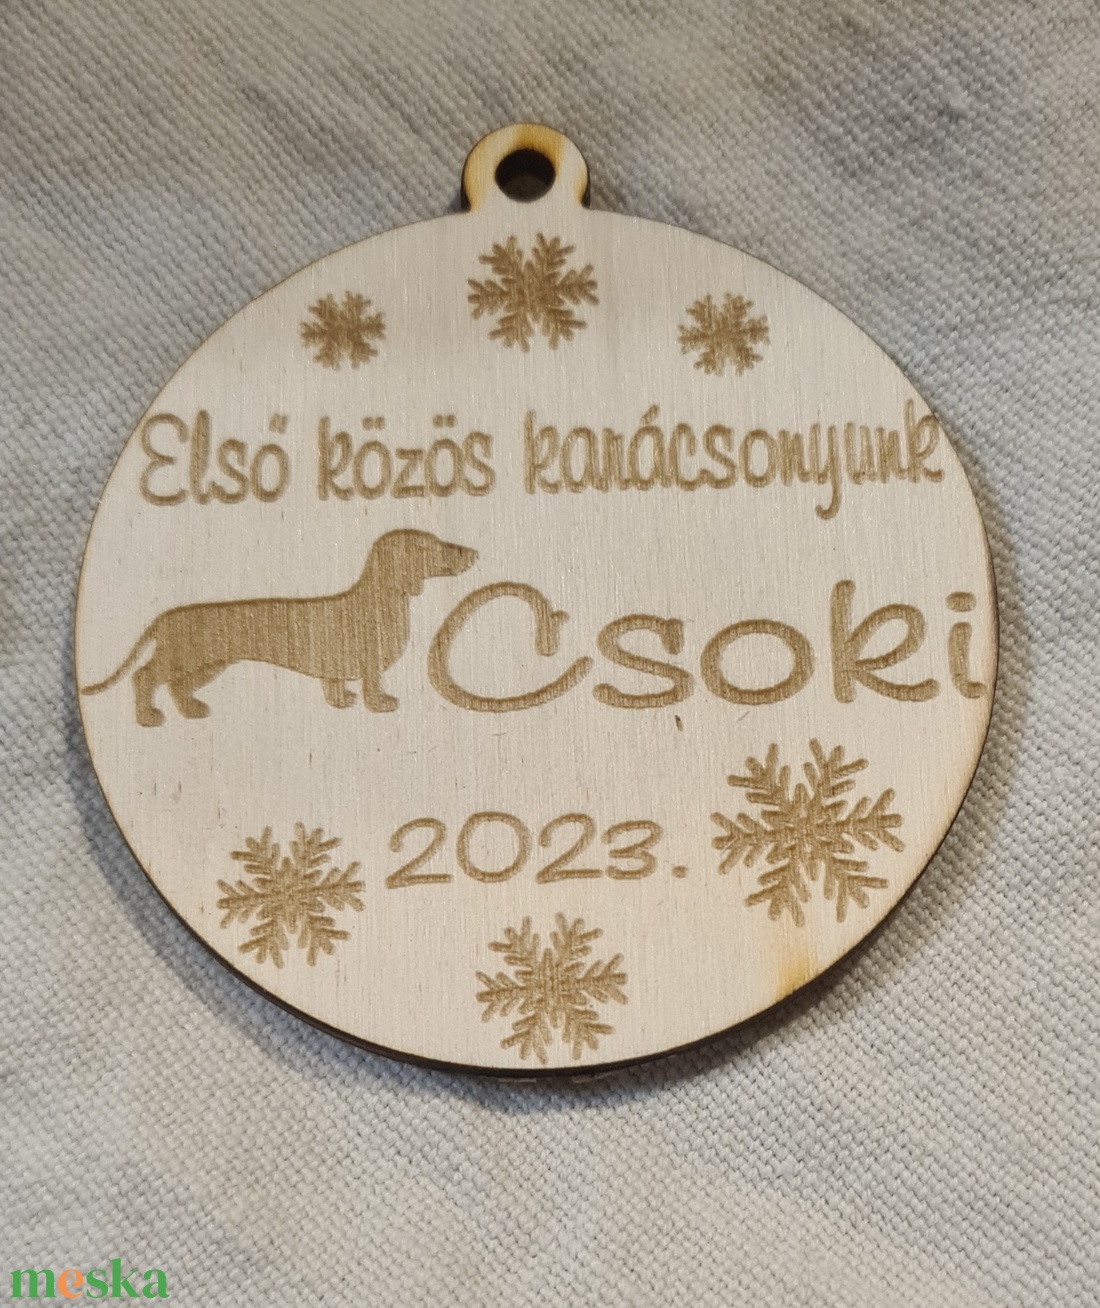 Első közös karácsonyunk
Csoki
2023.
meska